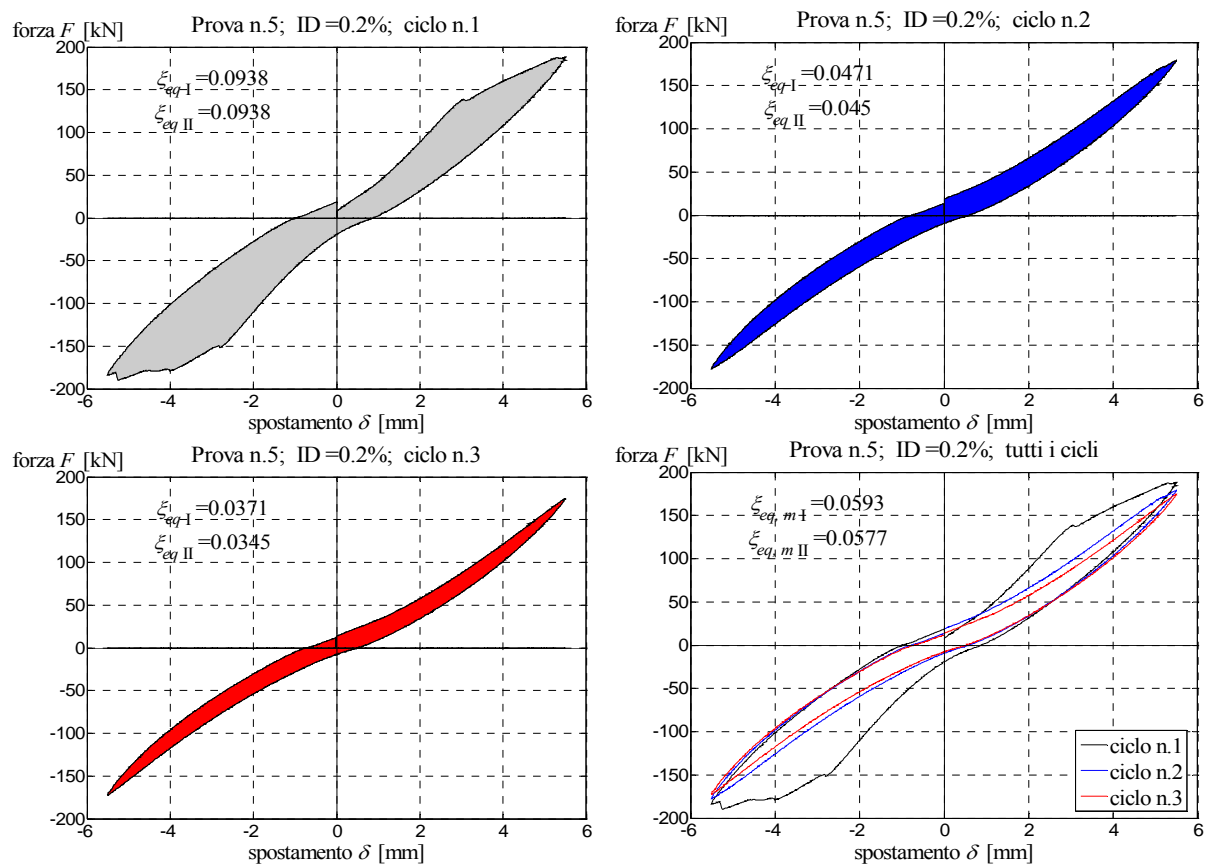 forza F [kN]
Prova n.5; ID =0.2%; ciclo n.1
200
150
100
50
0
-50
-100
-150
-200
ξeq I =0.0938
ξeq II =0.0938
-6 -4 -2 0 2 4 6
spostamento δ [mm]
forza F [kN]
Prova n.5; ID =0.2%; ciclo n.2
200
150
100
50
0
-50
-100
-150
-200
ξeq I =0.0471
ξeq II =0.045
-6 -4 -2 0 2 4 6
spostamento δ [mm]
forza F [kN]
Prova n.5; ID =0.2%; ciclo n.3
200
150
100
50
0
-50
-100
-150
-200
ξeq I =0.0371
ξeq II =0.0345
-6 -4 -2 0 2 4 6
spostamento δ [mm]
forza F [kN]
Prova n.5; ID =0.2%; tutti i cicli
200
150
100
50
0
-50
-100
-150
-200
ξeq, m I =0.0593
ξeq, m II =0.0577
ciclo n.1
ciclo n.2
ciclo n.3
-6 -4 -2 0 2 4 6
spostamento δ [mm]